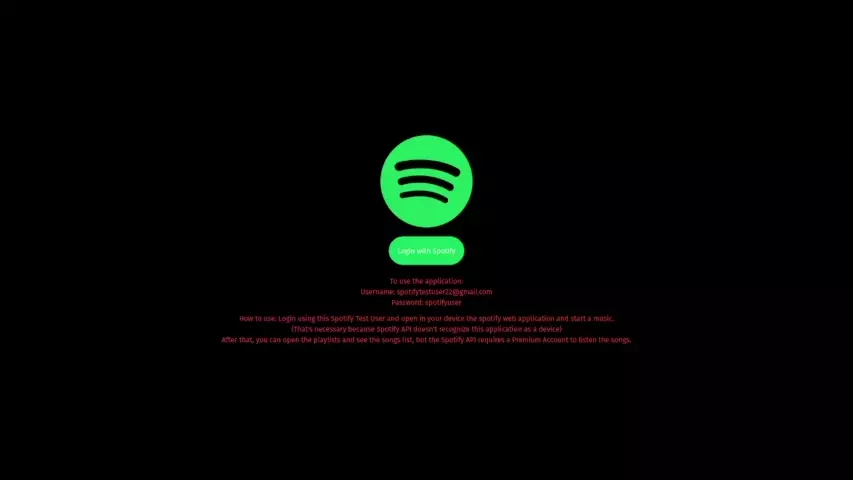 Login with Spotify
To use the application:
Username: spotifytestuser22@gmail.com
Password: spotifyuser
How to use: Login using this Spotify Test User and open in your device the spotify web application and start a music.
(That's necessary because Spotify API doesn't recognize this application as a device)
After that, you can open the playlists and see the songs list, but the Spotify API requires a Premium Account to listen the songs.